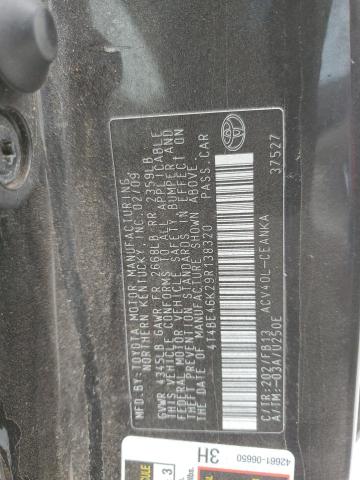 MFD.BY: TOYOTA MOTOR MANUFACTURING,
NORTHERN KENTUCKY,INC. 02/09
GVWR 4345LB GAWR FR 2668LB RR 2359LB
THIS VEHICLE CONFORMS TO ALL APPLICABLE
FEDERAL MOTOR VEHICLE SAFETY, BUMPER AND
THEFT PREVENTION STANDARDS IN EFFECT ON
THE DATE OF MANUFACTURE SHOWN ABOVE.
4T4BE46K29R138320 PASS.CAR
C/TR:202/FB13 ACV40L-CEANKA
A/TM:-03A/U250E 37527
42661-06650
3H